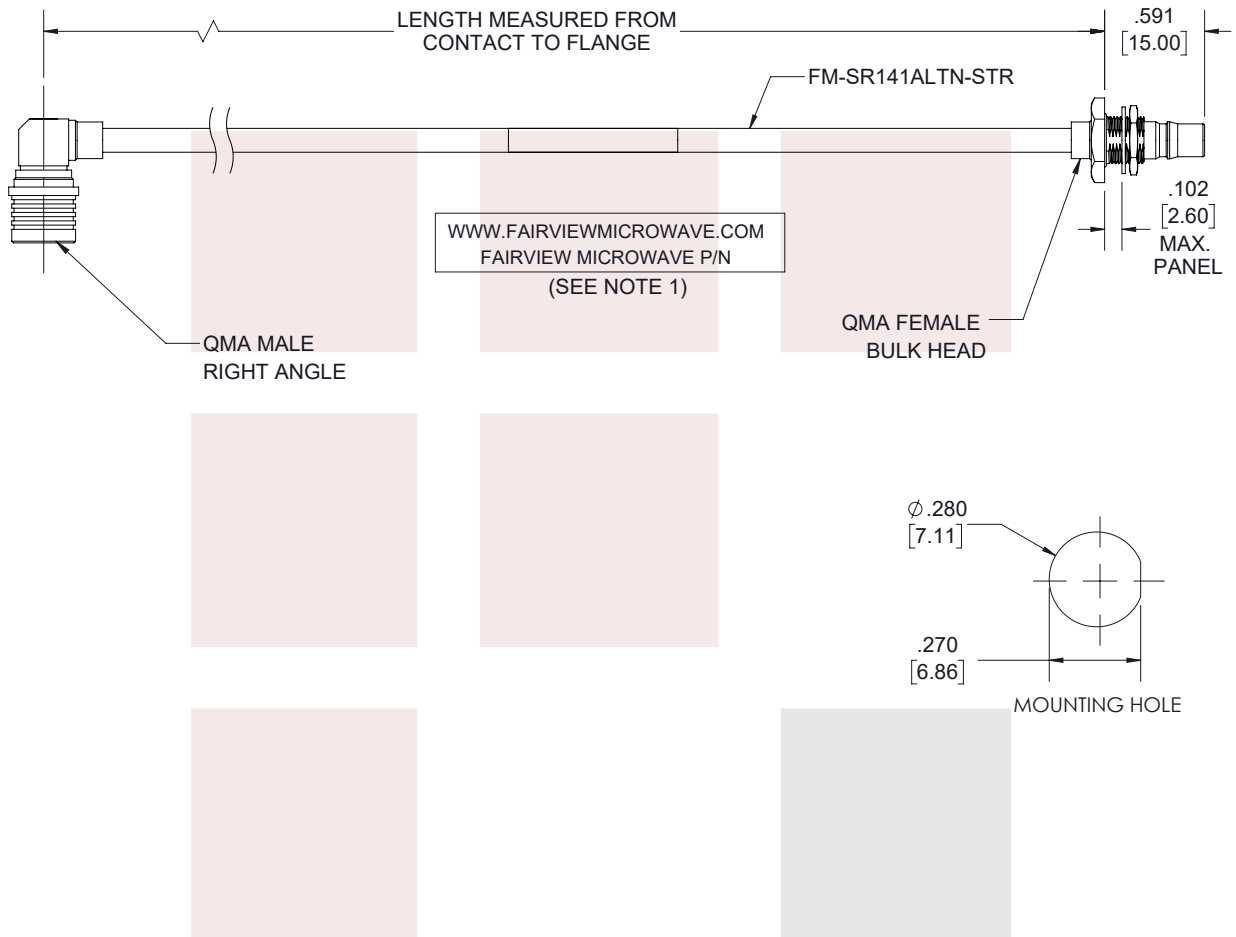 LENGTH MEASURED FROM
CONTACT TO FLANGE
.591
[15.00]
FM-SR141ALTN-STR
.102
[2.60]
MAX.
PANEL
WWW.FAIRVIEWMICROWAVE.COM
FAIRVIEW MICROWAVE P/N
(SEE NOTE 1)
QMA MALE
RIGHT ANGLE
QMA FEMALE
BULK HEAD
∅.280
[7.11]
.270
[6.86]
MOUNTING HOLE